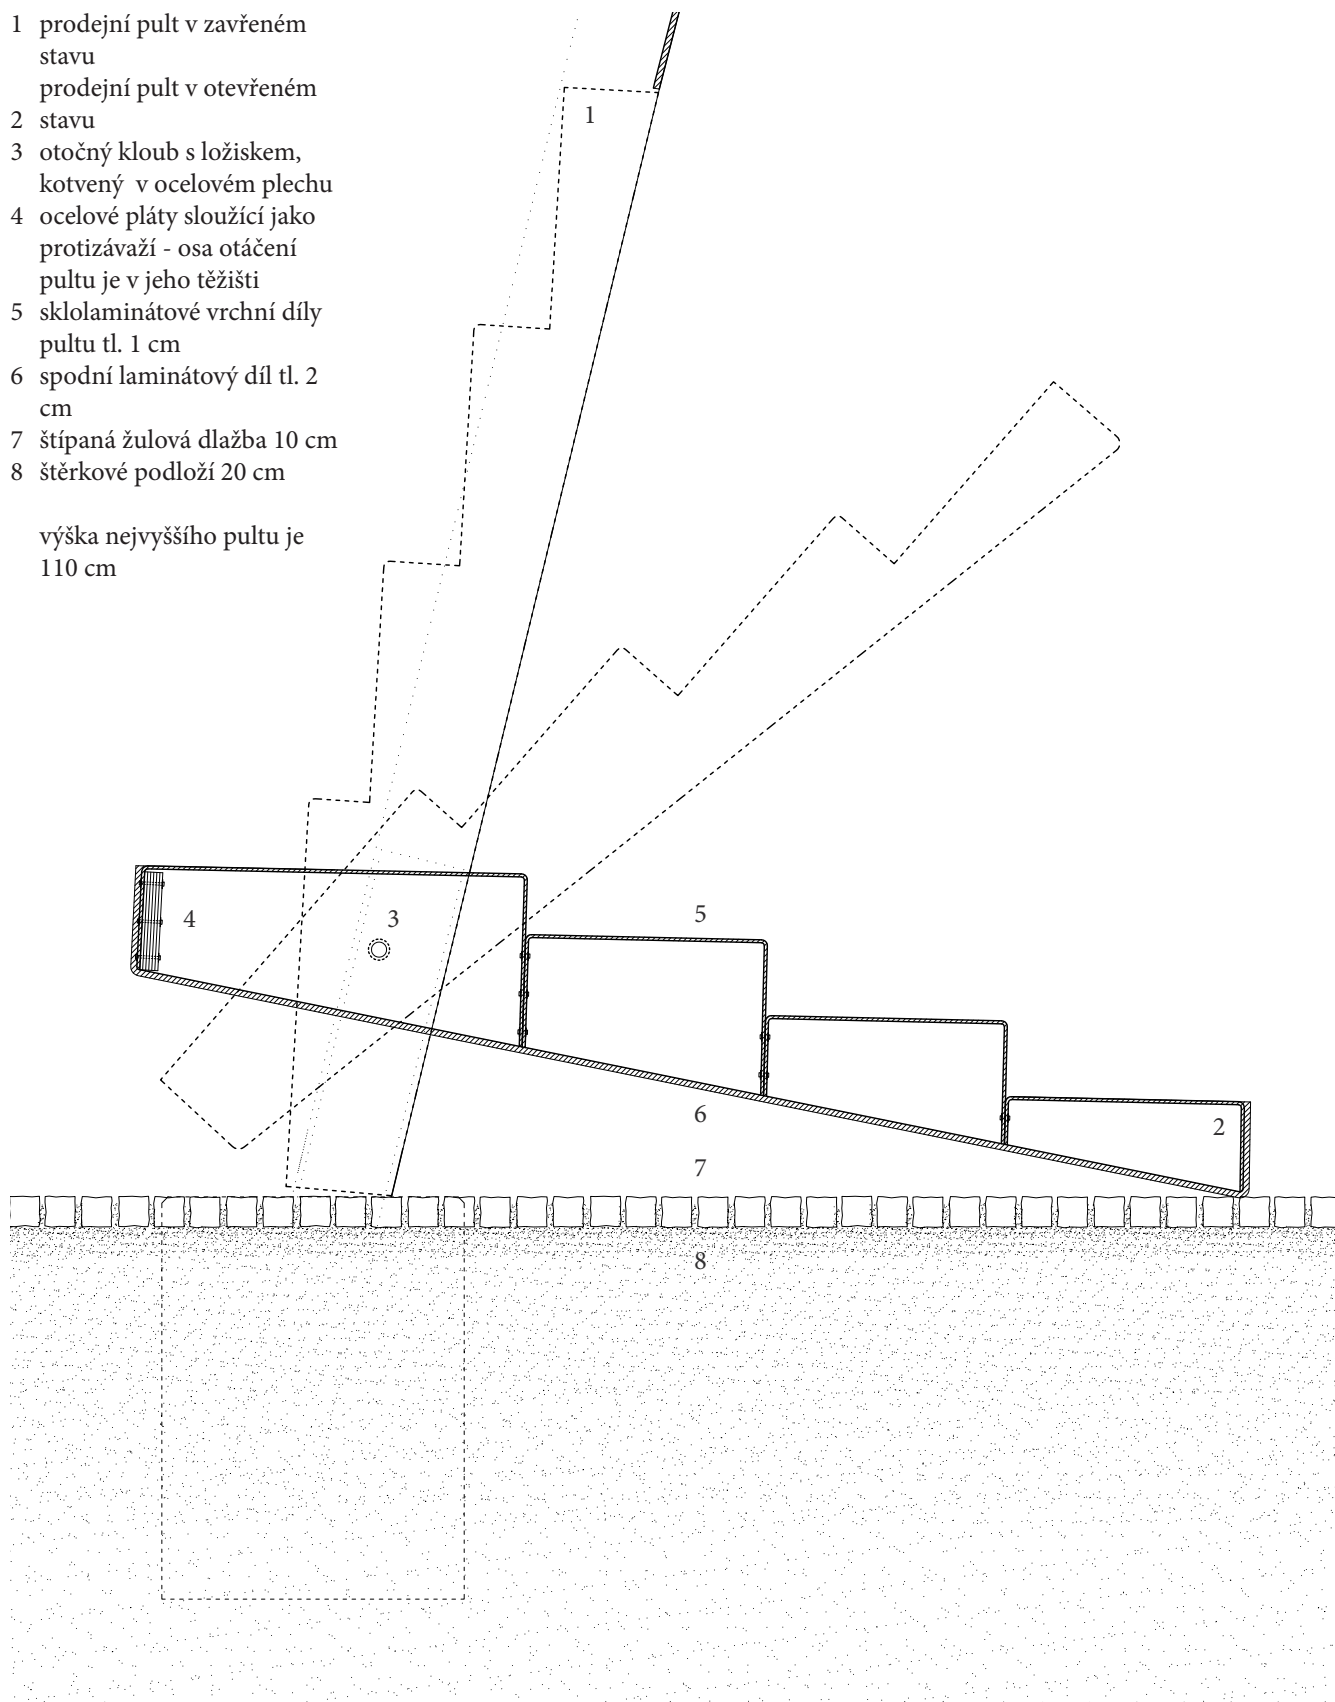 1 prodejní pult v zavřeném
stavu
prodejní pult v otevřeném
2 stavu
3 otočný kloub s ložiskem,
kotvený v ocelovém plechu
4 ocelové pláty sloužící jako
protizávaží - osa otáčení
pultu je v jeho těžišti
5 sklolaminátové vrchní díly
pultu tl. 1 cm
6 spodní laminátový díl tl. 2
cm
7 štípaná žulová dlažba 10 cm
8 štěrkové podloží 20 cm
výška nejvyššího pultu je
110 cm
1
4
3
5
6
2
7
8